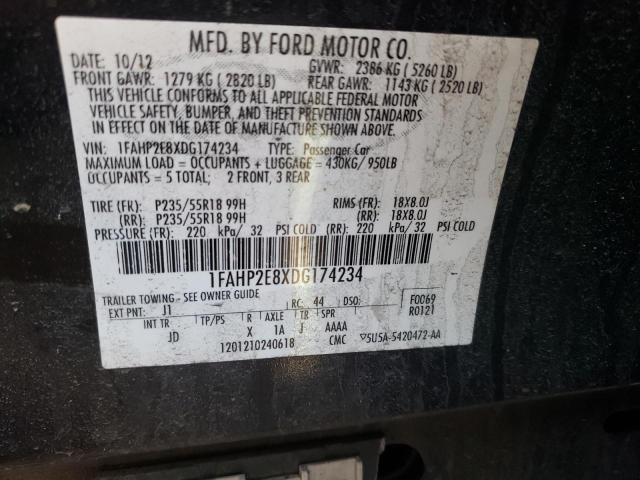 MFD. BY FORD MOTOR CO.
DATE: 10/12 GVWR: 2386 KG ( 5260 LB)
FRONT GAWR: 1279 KG ( 2820 LB) REAR GAWR: 1143 KG ( 2520 LB)
THIS VEHICLE CONFORMS TO ALL APPLICABLE FEDERAL MOTOR
VEHICLE SAFETY, BUMPER, AND THEFT PREVENTION STANDARDS
IN EFFECT ON THE DATE OF MANUFACTURE SHOWN ABOVE.
VIN: 1FAHP2E8XDG174234 TYPE: Passenger Car
MAXIMUM LOAD = OCCUPANTS + LUGGAGE = 430KG/ 950LB
OCCUPANTS = 5 TOTAL; 2 FRONT, 3 REAR
TIRE (FR): P235/55R18 99H RIMS (FR): 18X8.0J
(RR): P235/55R18 99H (RR): 18X8.0J
PRESSURE (FR): 220 kPa/ 32 PSI COLD (RR): 220 kPa/ 32 PSI COLD
1FAHP2E8XDG174234
TRAILER TOWING - SEE OWNER GUIDE RC: 44 DSO: F0069
EXT PNT: J1 R0121
INT TR TP/PS R AXLE TR SPR
JD X 1A J AAAA
1201210240618 CMC 5U5A-5420472-AA